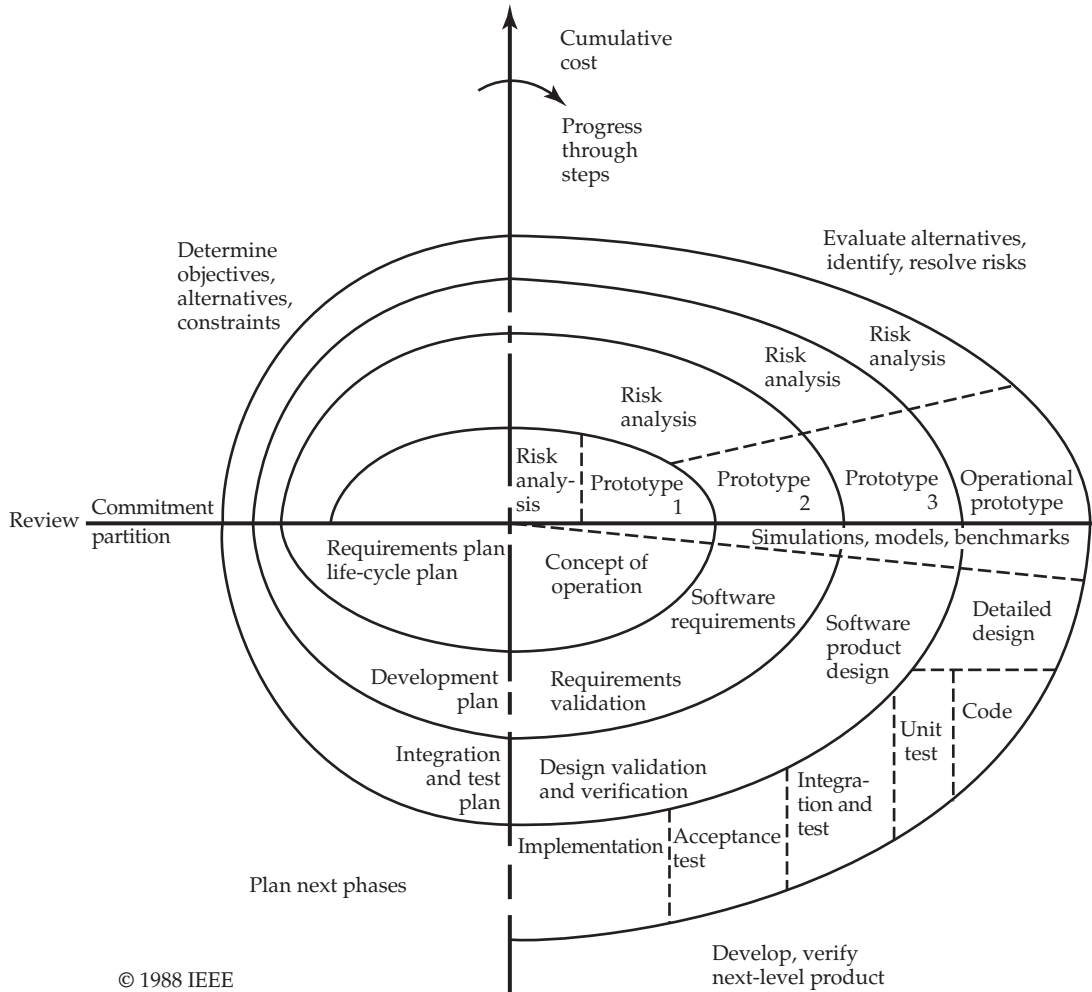 Cumulative
cost
Progress
through
steps
Determine
objectives,
alternatives,
constraints
Evaluate alternatives,
identify, resolve risks
Risk
analysis
Risk
analysis
Risk
analysis
Risk
analy-
sis
Prototype
1
Prototype
2
Prototype
3
Operational
prototype
Review
Commitment
partition
Simulations, models, benchmarks
Requirements plan
life-cycle plan
Concept of
operation
Software
requirements
Software
product
design
Detailed
design
Development
plan
Requirements
validation
Code
Unit
test
Integration
and test
plan
Design validation
and verification
Integra-
tion and
test
Implementation
Acceptance
test
Plan next phases
Develop, verify
next-level product
© 1988 IEEE